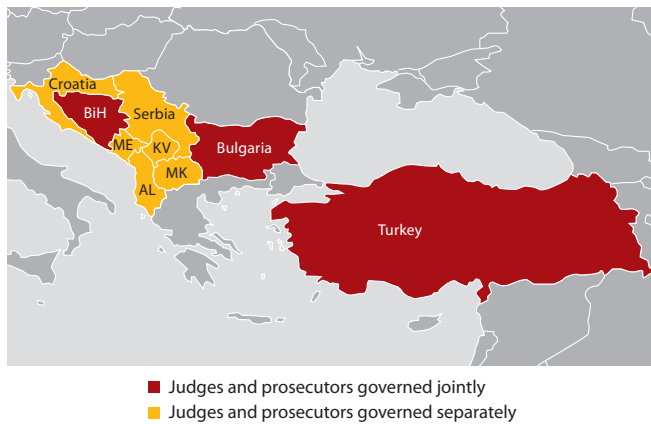 Croatia
BiH
Serbia
ME
KV
Bulgaria
MK
AL
Turkey
Judges and prosecutors governed jointly
Judges and prosecutors governed separately